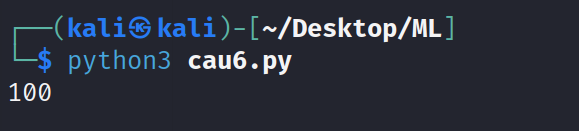 ┌──(kali㉿kali)-[~/Desktop/ML]
└─$ python3 cau6.py
100